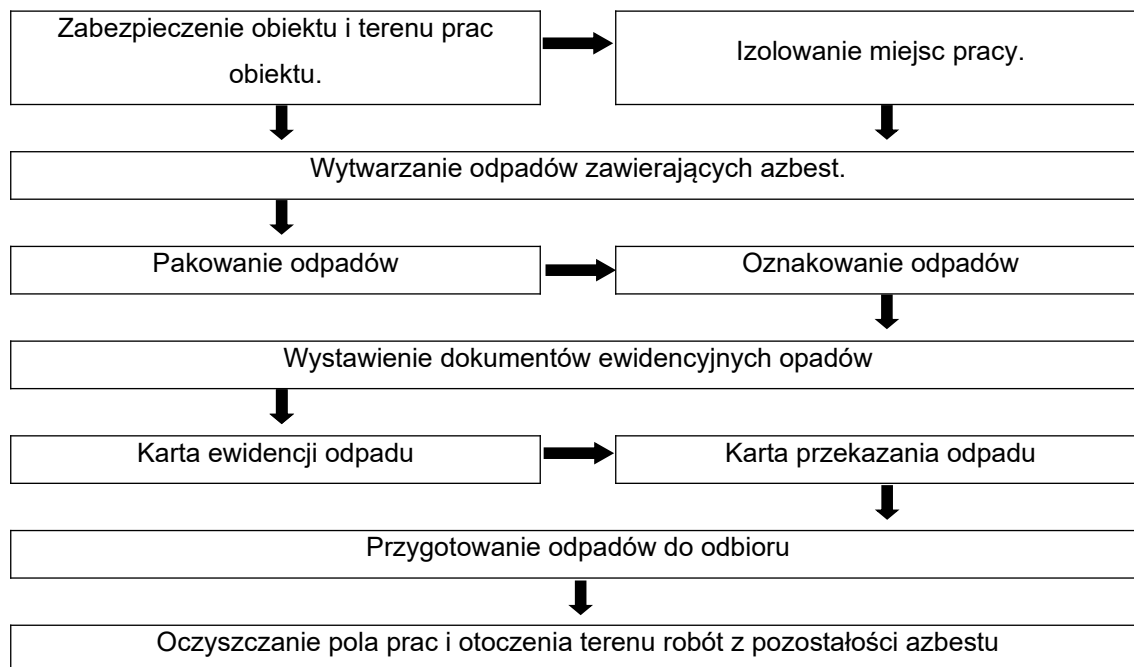 Zabezpieczenie obiektu i terenu prac
obiektu.
Izolowanie miejsc pracy.
Wytwarzanie odpadów zawierających azbest.
Pakowanie odpadów
Oznakowanie odpadów
Wystawienie dokumentów ewidencyjnych opadów
Karta ewidencji odpadu
Karta przekazania odpadu
Przygotowanie odpadów do odbioru
Oczyszczanie pola prac i otoczenia terenu robót z pozostałości azbestu